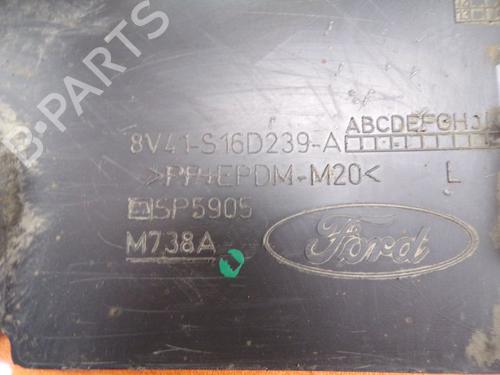 B-PARTS
8V41-S16D239-A ABCDEFGHJ
>PP+EPDM-M20< L
SP5905
M738A Ford